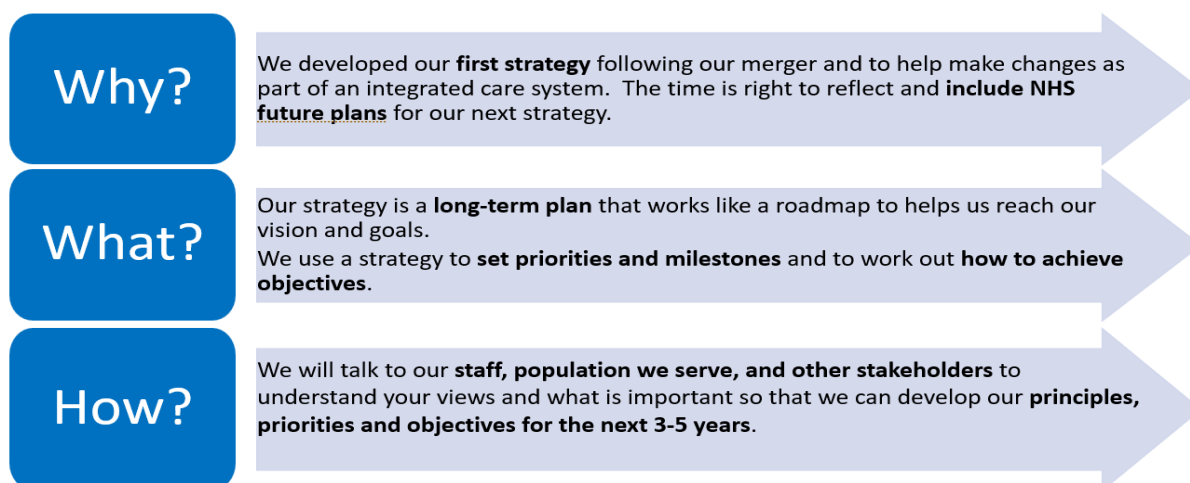 Why?
We developed our first strategy following our merger and to help make changes as
part of an integrated care system.  The time is right to reflect and include NHS
future plans for our next strategy.
What?
Our strategy is a long-term plan that works like a roadmap to helps us reach our
vision and goals.
We use a strategy to set priorities and milestones and to work out how to achieve
objectives.
How?
We will talk to our staff, population we serve, and other stakeholders to
understand your views and what is important so that we can develop our principles,
priorities and objectives for the next 3-5 years.